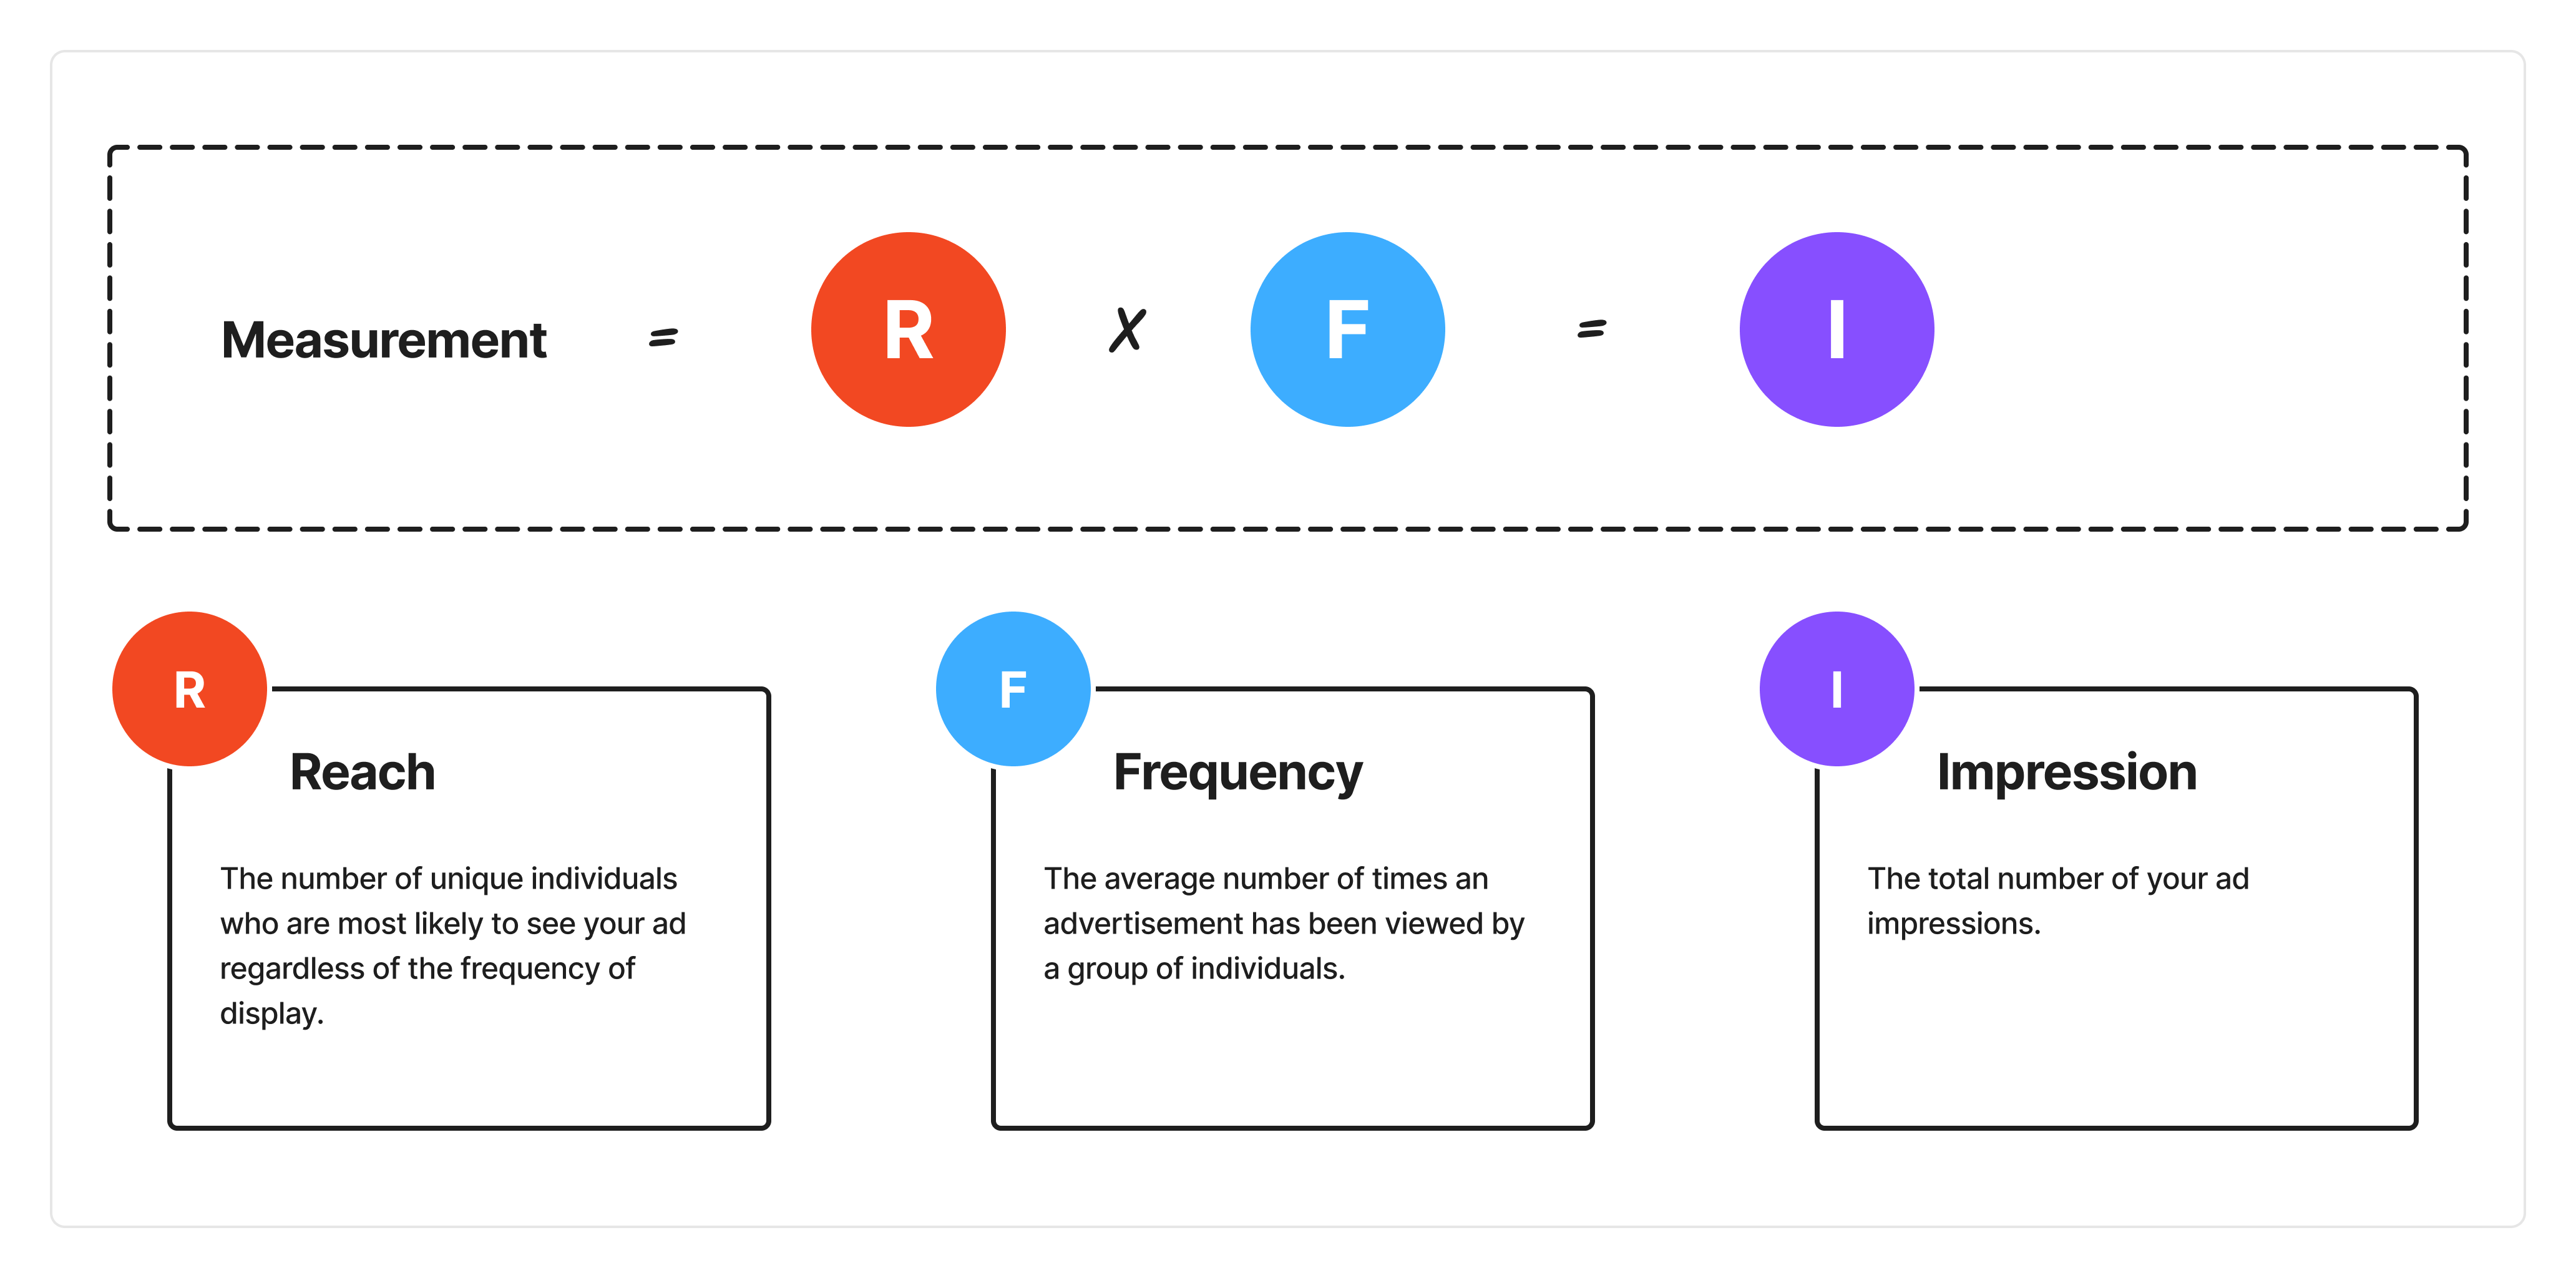 Measurement = R X F = I
R
Reach
The number of unique individuals
who are most likely to see your ad
regardless of the frequency of
display.
F
Frequency
The average number of times an
advertisement has been viewed by
a group of individuals.
I
Impression
The total number of your ad
impressions.